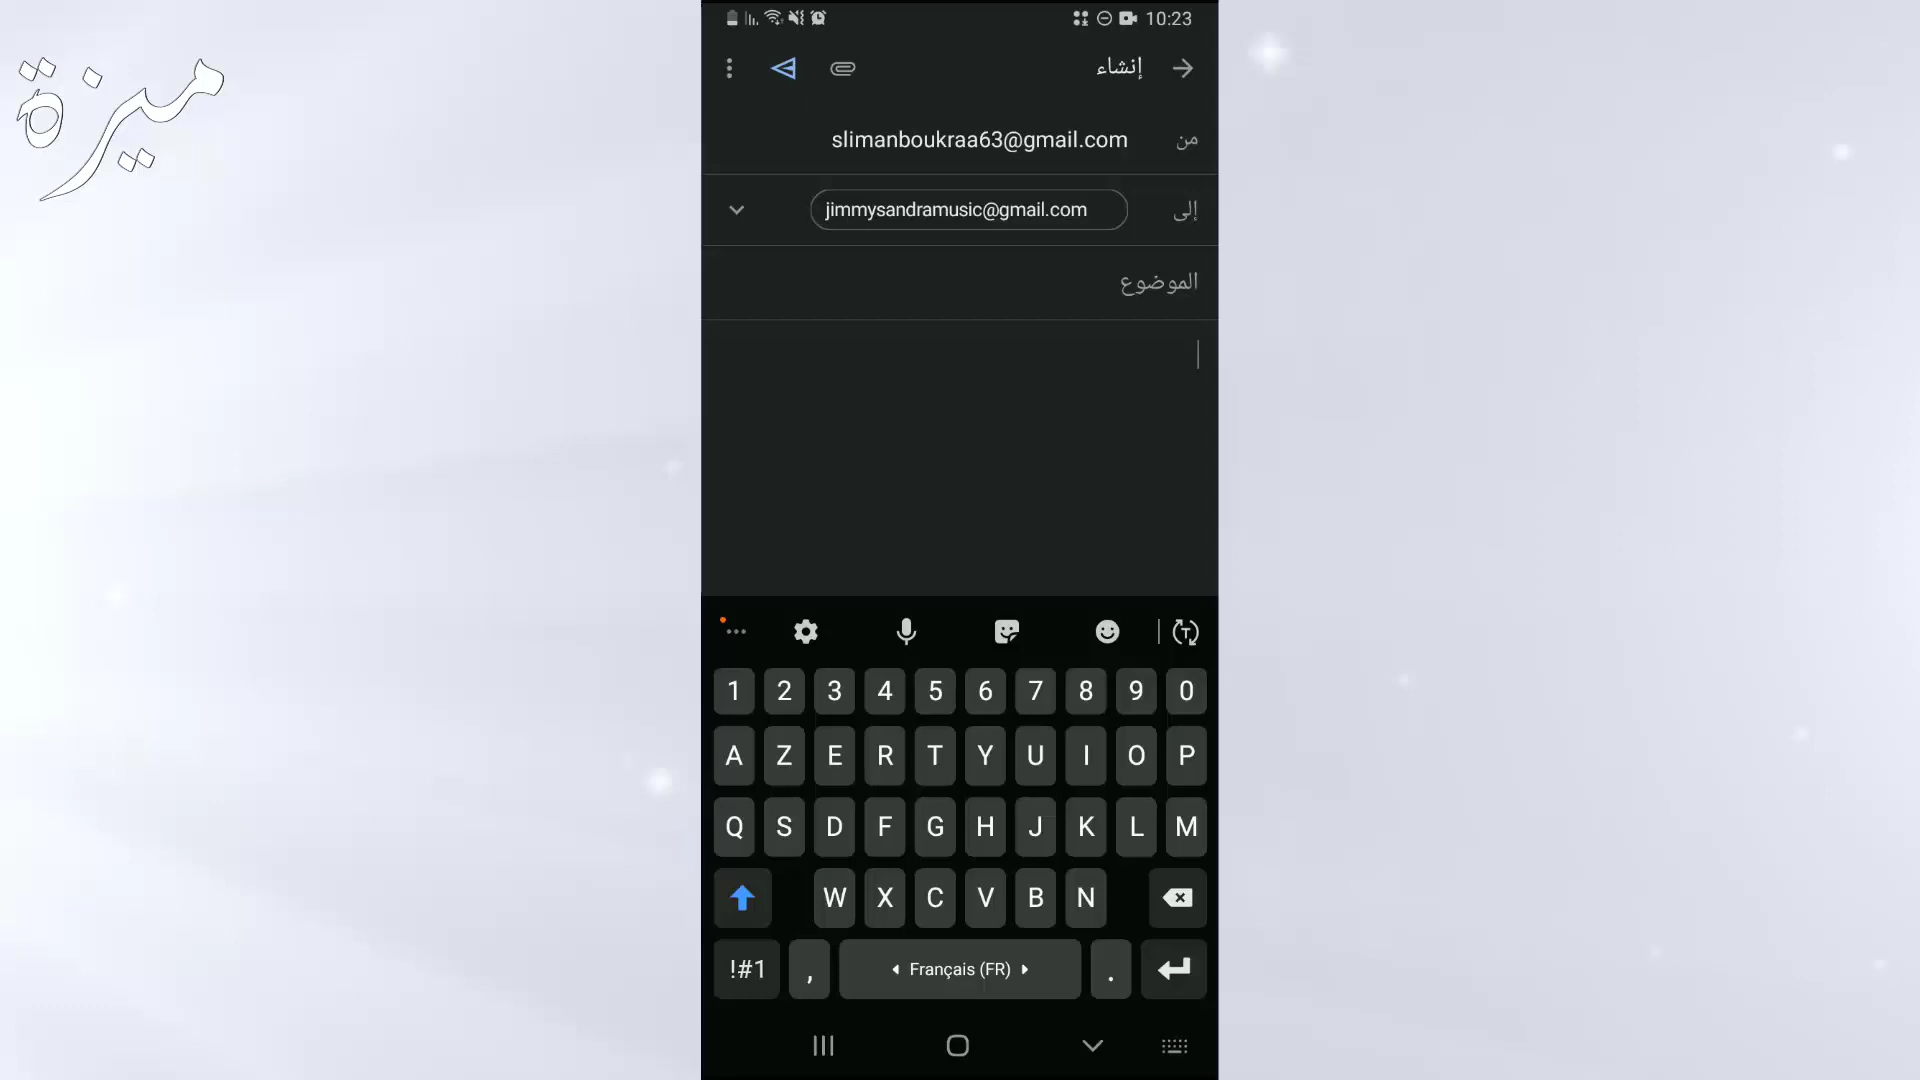 ميزة
10:23
إنشاء
من slimanboukraa63@gmail.com
إلى jimmysandramusic@gmail.com
الموضوع
1 2 3 4 5 6 7 8 9 0
A Z E R T Y U I O P
Q S D F G H J K L M
W X C V B N
!#1 , Français (FR) .